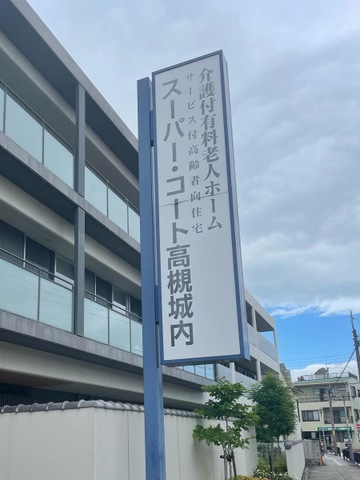 介護付有料老人ホーム
サービス付高齢者向住宅
スーパー・コート高槻城内